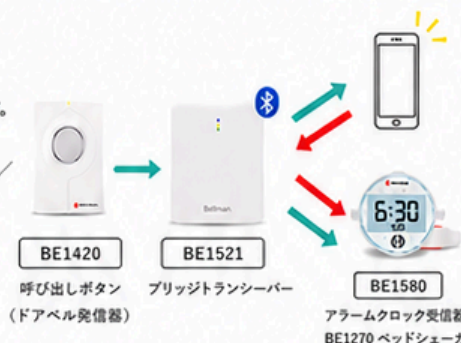 BE1420
呼び出しボタン
(ドアベル発信器)
Bellman
BE1521
ブリッジトランシーバー
6:30
BE1580
アラームクロック受信器
BE1270 ベッドシェーカ